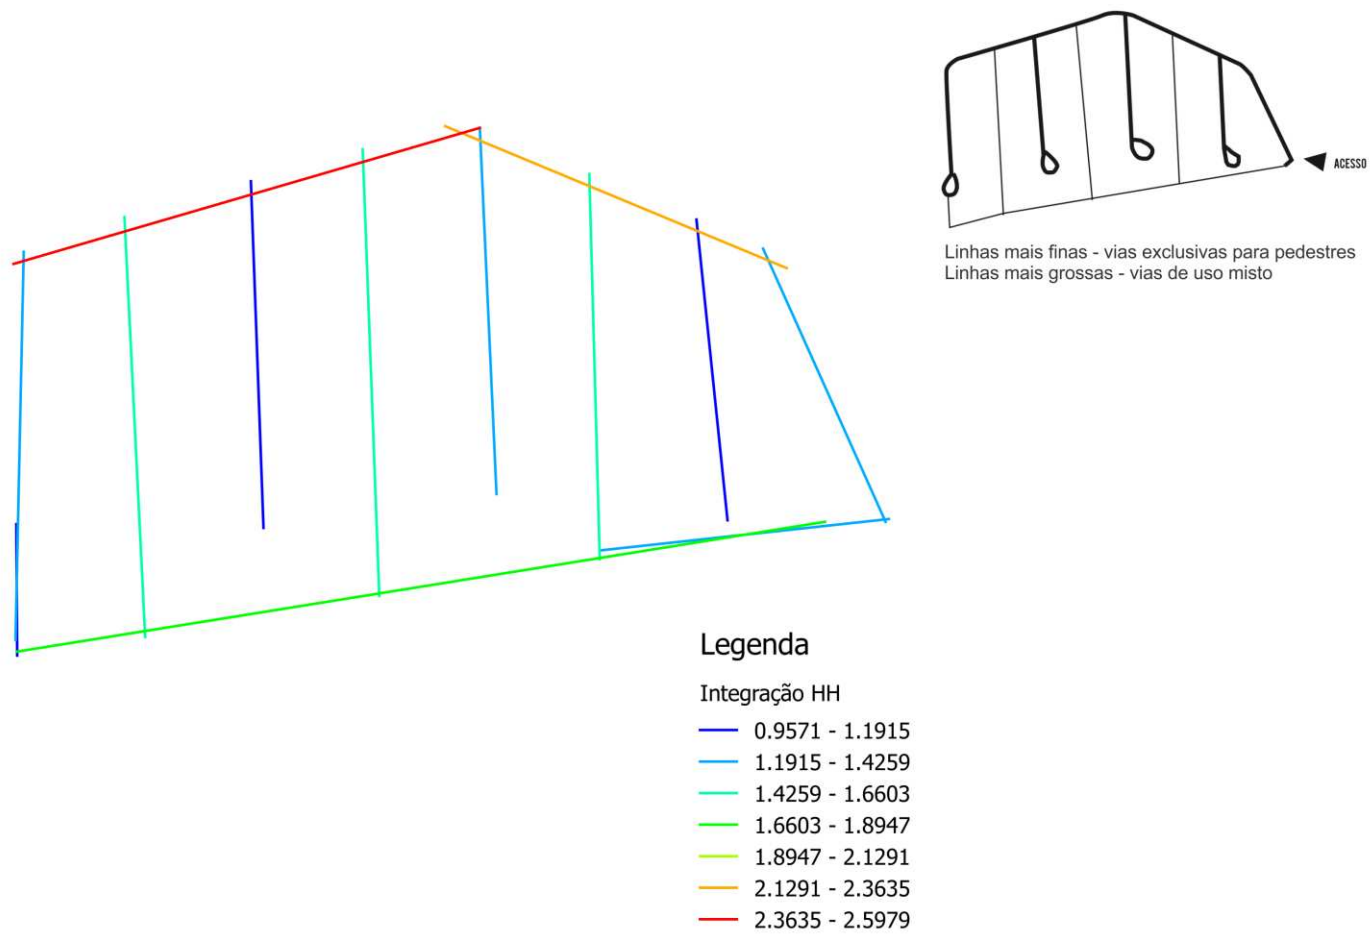 ACESSO
Linhas mais finas - vias exclusivas para pedestres
Linhas mais grossas - vias de uso misto
Legenda
Integração HH
0.9571 - 1.1915
1.1915 - 1.4259
1.4259 - 1.6603
1.6603 - 1.8947
1.8947 - 2.1291
2.1291 - 2.3635
2.3635 - 2.5979